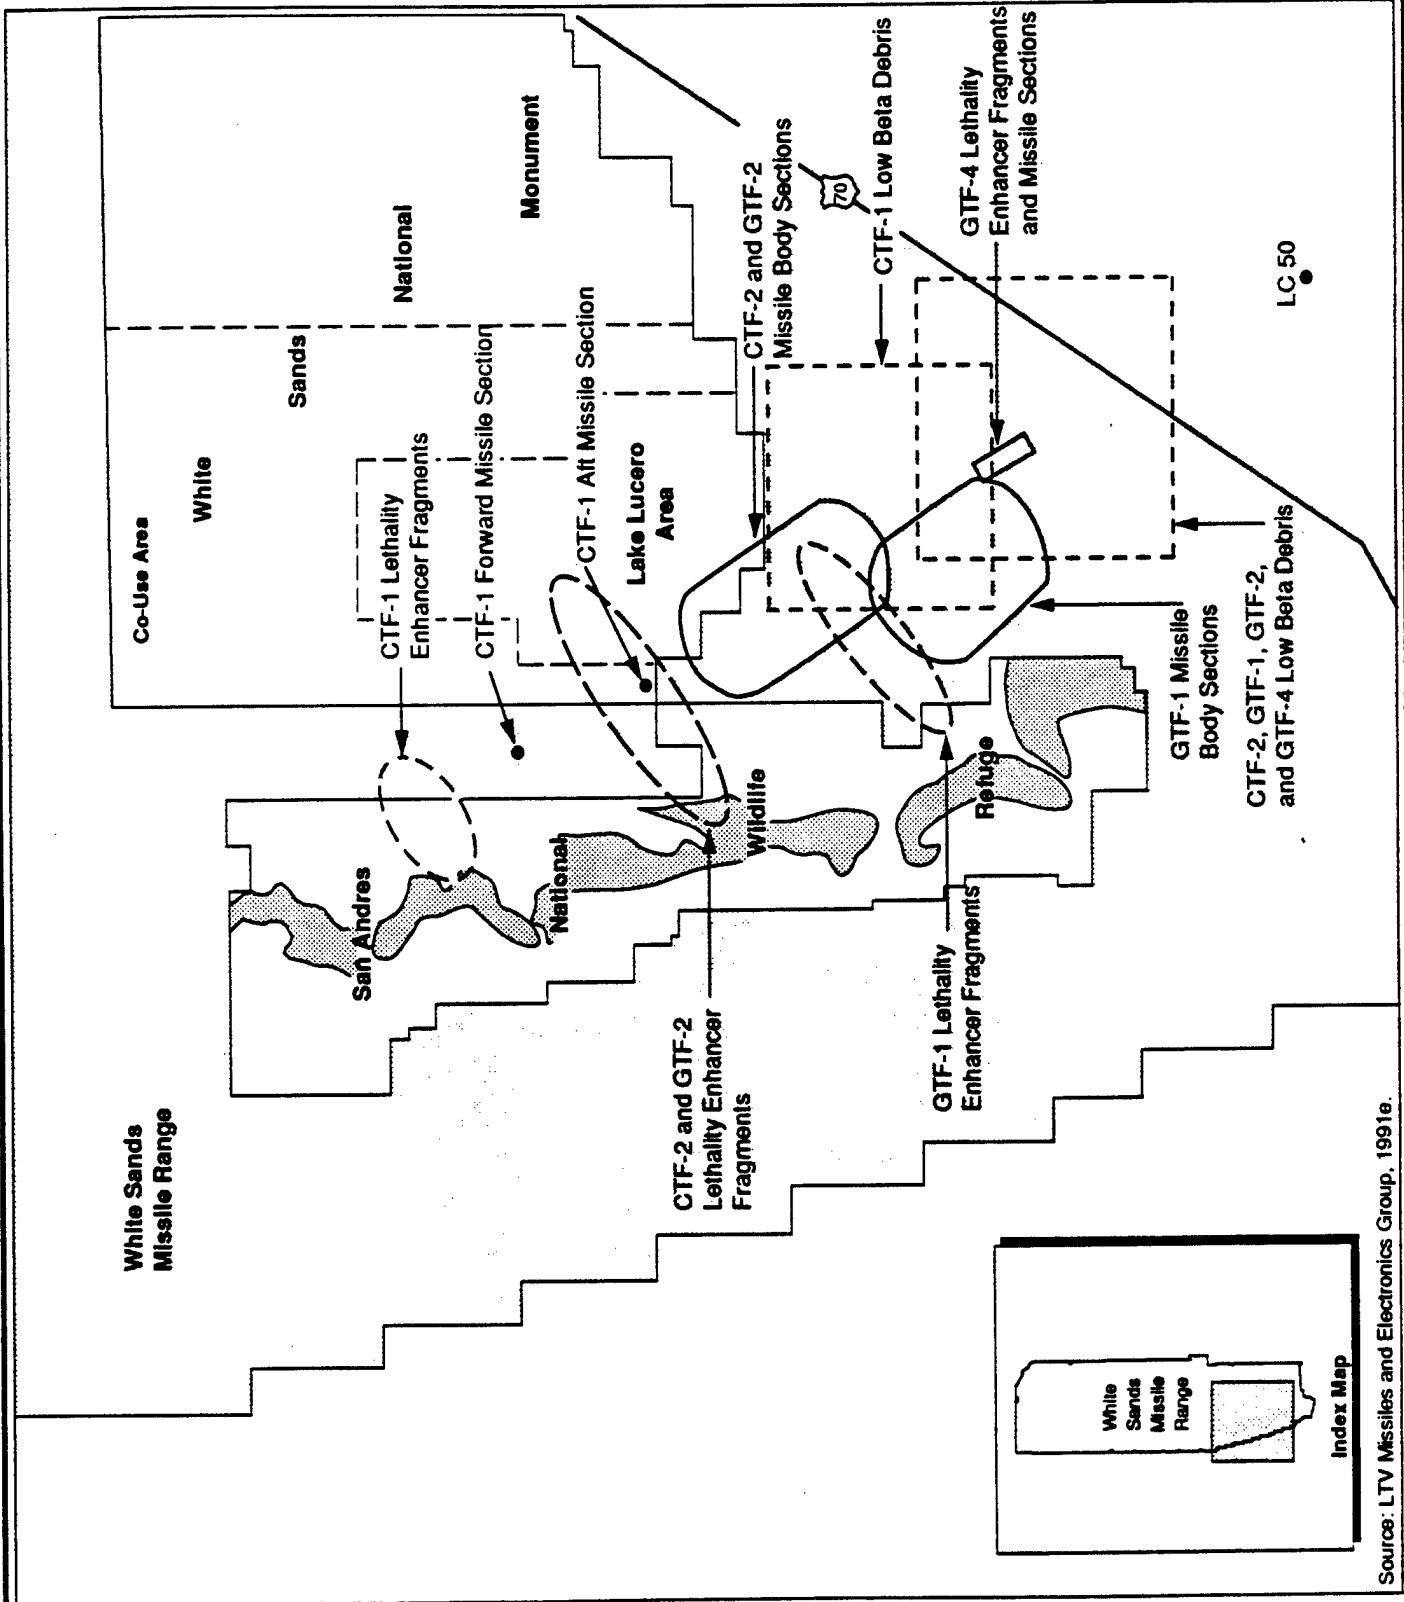 White Sands
Missile Range
Co-Use Area
White
Sands
National
Monument
CTF-1 Lethality
Enhancer Fragments
CTF-1 Forward Missile Section
CTF-1 Aft Missile Section
Lake Lucero
Area
San Andres
National
Wildlife
Refuge
CTF-2 and GTF-2
Lethality Enhancer
Fragments
GTF-1 Lethality
Enhancer Fragments
CTF-2 and GTF-2
Missile Body Sections
70
CTF-1 Low Beta Debris
GTF-4 Lethality
Enhancer Fragments
and Missile Sections
GTF-1 Missile
Body Sections
CTF-2, GTF-1, GTF-2,
and GTF-4 Low Beta Debris
LC 50
White
Sands
Missile
Range
Index Map
Source: LTV Missiles and Electronics Group, 1991e.